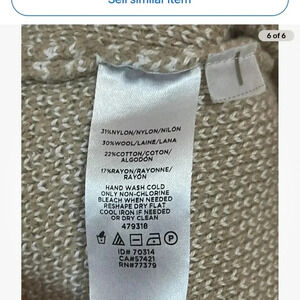 Sell similar item
6 of 6
31%NYLON/NYLON/NILÓN
30%WOOL/LAINE/LANA
22%COTTON/COTON/
ALGODÓN
17%RAYON/RAYONNE/
RAYÓN
HAND WASH COLD
ONLY NON-CHLORINE
BLEACH WHEN NEEDED
RESHAPE DRY FLAT
COOL IRON IF NEEDED
OR DRY CLEAN
479318
P
ID# 70314
CA#57421
RN#77379